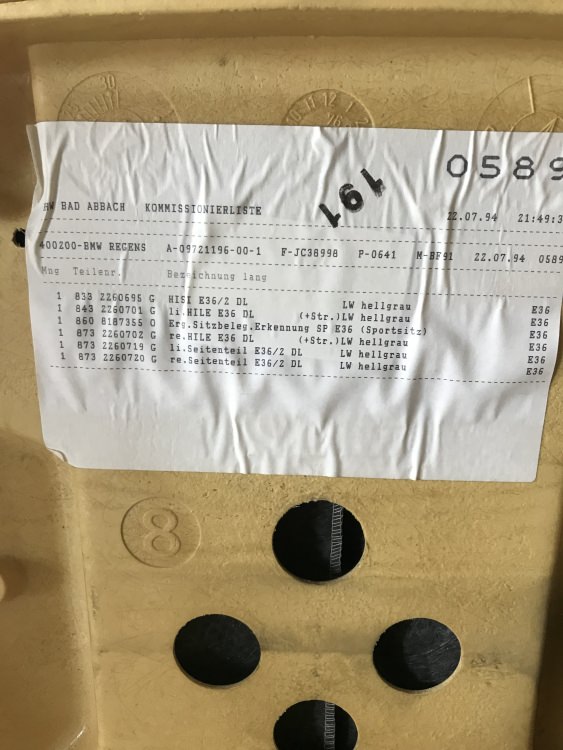 0589
BAD ABBACH KOMMISSIONIERLISTE
191
22.07.94 21:49:3
400200-BMW REGENS A-09721196-00-1 F-JC38998 P-0641 M-BF91 22.07.94 0589
Mng Teilenr. Bezeichnung lang
1 833 2260695 G HISI E36/2 DL LW hellgrau E36
1 843 2260701 G li.HILE E36 DL (+Str.)LW hellgrau E36
1 860 8187355 O Erg.Sitzbeleg.Erkennung SP E36 (Sportsitz) E36
1 873 2260702 G re.HILE E36 DL (+Str.)LW hellgrau E36
1 873 2260719 G li.Seitenteil E36/2 DL LW hellgrau E36
1 873 2260720 G re.Seitenteil E36/2 DL LW hellgrau E36
8